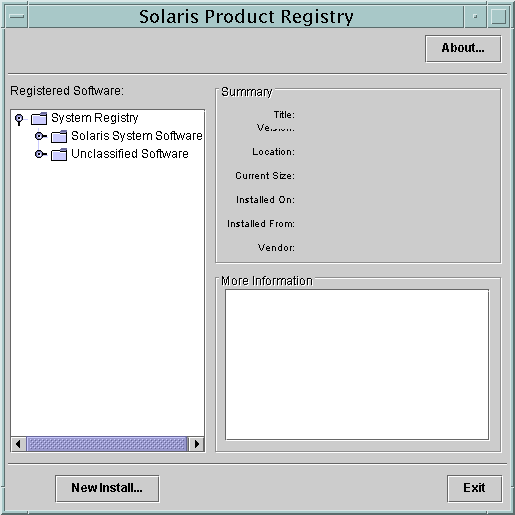 Solaris Product Registry
About...
Registered Software:
System Registry
Solaris System Software
Unclassified Software
Summary
Title:
Version:
Location:
Current Size:
Installed On:
Installed From:
Vendor:
More Information
New Install...
Exit